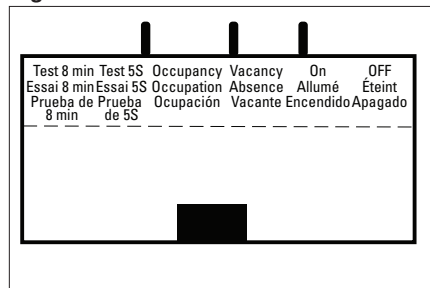 Test 8 min Test 5S Occupancy Vacancy On OFF
Essai 8 min Essai 5S Occupation Absence Allumé Éteint
Prueba de Prueba Ocupación Vacante Encendido Apagado
8 min de 5S